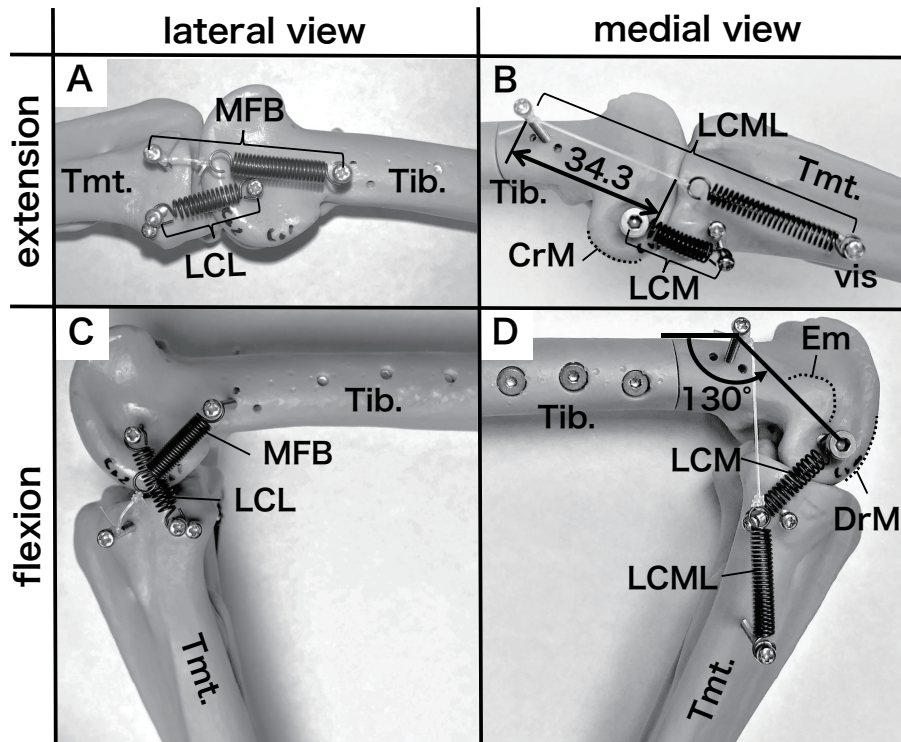 lateral view
medial view
extension
flexion
A
MFB
Tmt.
Tib.
LCL
B
LCML
34.3
Tmt.
Tib.
CrM
LCM
vis
C
Tib.
MFB
LCL
Tmt.
D
Em
130°
Tib.
LCM
DrM
LCML
Tmt.